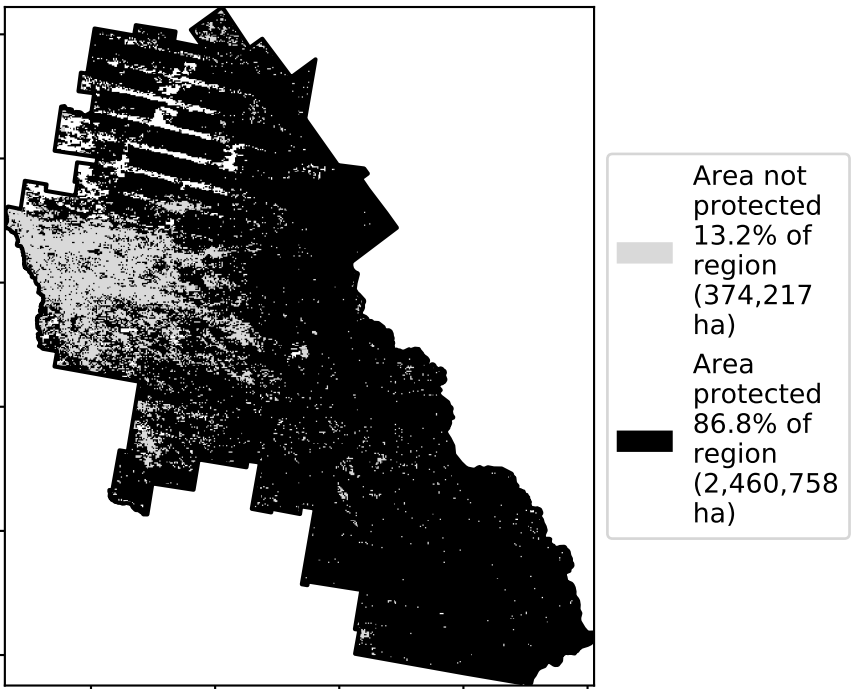 Area not
protected
13.2% of
region
(374,217
ha)
Area
protected
86.8% of
region
(2,460,758
ha)